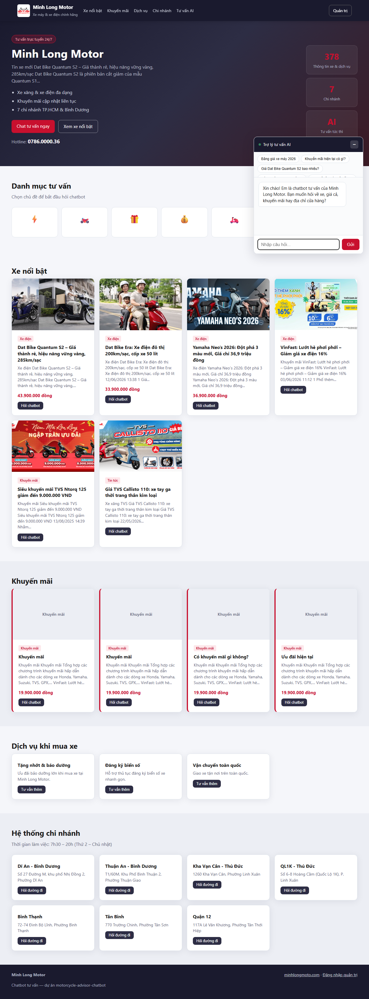 Minh Long Motor
Xe máy & xe điện chính hãng
Xe nổi bật
Khuyến mãi
Dịch vụ
Chi nhánh
Tư vấn AI
Quản trị
Tư vấn trực tuyến 24/7
Minh Long Motor
Tin xe mới Dat Bike Quantum S2 – Giá thành rẻ, hiệu năng vững vàng,
285km/sạc Dat Bike Quantum S2 là phiên bản cắt giảm của mẫu
Quantum S1...
Xe xăng & xe điện đa dạng
Khuyến mãi cập nhật liên tục
7 chi nhánh TP.HCM & Bình Dương
Chat tư vấn ngay
Xem xe nổi bật
Hotline: 0786.0000.36
378
Thông tin xe & dịch vụ
7
Chi nhánh
AI
Tư vấn tức thì
Trợ lý tư vấn AI
Bảng giá xe máy 2026
Khuyến mãi hiện tại có gì?
Giá Dat Bike Quantum S2 bao nhiêu?
Xin chào! Em là chatbot tư vấn của Minh
Long Motor. Bạn muốn hỏi về xe, giá cả,
khuyến mãi hay địa chỉ cửa hàng?
Nhập câu hỏi...
Gửi
Danh mục tư vấn
Chọn chủ đề để bắt đầu hỏi chatbot
Xe nổi bật
YAMAHA
YAMAHA NEO'S 2026
THÊM XANH
HÈ PHƠI PHỚI
TỔNG
ƯU ĐÃI
16%*
10%*
6%*
MIỄN PHÍ SẠC PIN ĐỔI PIN
Xe điện
Dat Bike Quantum S2 – Giá
thành rẻ, hiệu năng vững vàng,
285km/sạc
Xe điện Dat Bike Quantum S2 – Giá
thành rẻ, hiệu năng vững vàng,
285km/sạc Dat Bike Quantum S2 – Giá
thành rẻ, hiệu năng vững vàng,...
43.900.000 đồng
Hỏi chatbot
Xe điện
Dat Bike Era: Xe điện đô thị
200km/sạc, cốp xe 50 lít
Xe điện Dat Bike Era: Xe điện đô thị
200km/sạc, cốp xe 50 lít Dat Bike Era:
Xe điện đô thị 200km/sạc, cốp xe 50 lít
12/06/2026 13:38 1 Giá...
33.900.000 đồng
Hỏi chatbot
Xe điện
Yamaha Neo's 2026: Đột phá 3
màu mới, Giá chỉ 36,9 triệu
đồng
Xe điện Yamaha Neo's 2026: Đột phá 3
màu mới, Giá chỉ 36,9 triệu đồng
Yamaha Neo's 2026: Đột phá 3 màu
mới, Giá chỉ 36,9 triệu đồng...
36.900.000 đồng
Hỏi chatbot
Xe điện
VinFast: Lướt hè phơi phới –
Giảm giá xe điện 16%
Khuyến mãi VinFast: Lướt hè phơi phới
– Giảm giá xe điện 16% VinFast: Lướt
hè phơi phới – Giảm giá xe điện 16%
03/06/2026 11:12 1 Phố thêm...
Hỏi chatbot
Năm Mới Rộn Ràng
NGẬP TRÀN ƯU ĐÃI
GIẢM NGAY
GIẢM NGAY
.000.000VND
9.000.000VND
8.000.00
TVS
CALLISTO 110
GIÁ RẺ
PHỤ TÙNG CHÍNH HÃNG
CHẠY THỬ MIỄN PH
Khuyến mãi
Siêu khuyến mãi TVS Ntorq 125
giảm đến 9.000.000 VND
Khuyến mãi Siêu khuyến mãi TVS
Ntorq 125 giảm đến 9.000.000 VND
Siêu khuyến mãi TVS Ntorq 125 giảm
đến 9.000.000 VND 13/08/2025 14:39
Nhằm...
Hỏi chatbot
Tin tức
Giá TVS Callisto 110: xe tay ga
thời trang thân kim loại
Xe xăng TVS Giá TVS Callisto 110: xe
tay ga thời trang thân kim loại Giá TVS
Callisto 110: xe tay ga thời trang thân
kim loại 22/05/2026...
Hỏi chatbot
Khuyến mãi
Khuyến mãi
Khuyến mãi
Khuyến mãi
Khuyến mãi
Khuyến mãi
Khuyến mãi
Khuyến mãi Khuyến mãi Tổng hợp các
chương trình khuyến mãi hấp dẫn
dành cho các dòng xe Honda, Yamaha,
Suzuki, TVS, GPX,... VinFast: Lướt hè...
19.900.000 đồng
Hỏi chatbot
Khuyến mãi
Khuyến mãi
Khuyến mãi Khuyến mãi Tổng hợp các
chương trình khuyến mãi hấp dẫn
dành cho các dòng xe Honda, Yamaha,
Suzuki, TVS, GPX,... VinFast: Lướt hè...
19.900.000 đồng
Hỏi chatbot
Khuyến mãi
Có khuyến mãi gì không?
Khuyến mãi Khuyến mãi Tổng hợp các
chương trình khuyến mãi hấp dẫn
dành cho các dòng xe Honda, Yamaha,
Suzuki, TVS, GPX,... VinFast: Lướt hè...
19.900.000 đồng
Hỏi chatbot
Khuyến mãi
Ưu đãi hiện tại
Khuyến mãi Khuyến mãi Tổng hợp các
chương trình khuyến mãi hấp dẫn
dành cho các dòng xe Honda, Yamaha,
Suzuki, TVS, GPX,... VinFast: Lướt hè...
19.900.000 đồng
Hỏi chatbot
Dịch vụ khi mua xe
Tặng nhớt & bảo dưỡng
Ưu đãi bảo dưỡng lớn khi mua xe tại
Minh Long Motor.
Tư vấn thêm
Đăng ký biển số
Hỗ trợ thủ tục đăng ký biển số xe
nhanh gọn.
Tư vấn thêm
Vận chuyển toàn quốc
Giao xe tận nơi trên toàn quốc.
Tư vấn thêm
Hệ thống chi nhánh
Thời gian làm việc: 7h30 – 20h (Thứ 2 – Chủ nhật)
Dĩ An - Bình Dương
Số 27 Đường M, khu phố Nhị Đồng 2,
Phường Dĩ An
Hỏi đường đi
Thuận An - Bình Dương
T1/60M, Khu Phố Bình Thuận 2,
Phường Thuận Giao
Hỏi đường đi
Kha Vạn Cân - Thủ Đức
1260 Kha Vạn Cân, Phường Linh Xuân
Hỏi đường đi
QL1K - Thủ Đức
Số 6-8 Hoàng Cầm (Quốc Lộ 1K), P.
Linh Xuân
Hỏi đường đi
Bình Thạnh
72-74 Đinh Bộ Lĩnh, Phường Bình
Thạnh
Hỏi đường đi
Tân Bình
770 Trường Chinh, Phường Tân Sơn
Hỏi đường đi
Quận 12
117A Lê Văn Khương, Phường Tân Thới
Hiệp
Hỏi đường đi
Minh Long Motor
Chatbot tư vấn — dự án motorcycle-advisor-chatbot
minhlongmoto.com · Đăng nhập quản trị